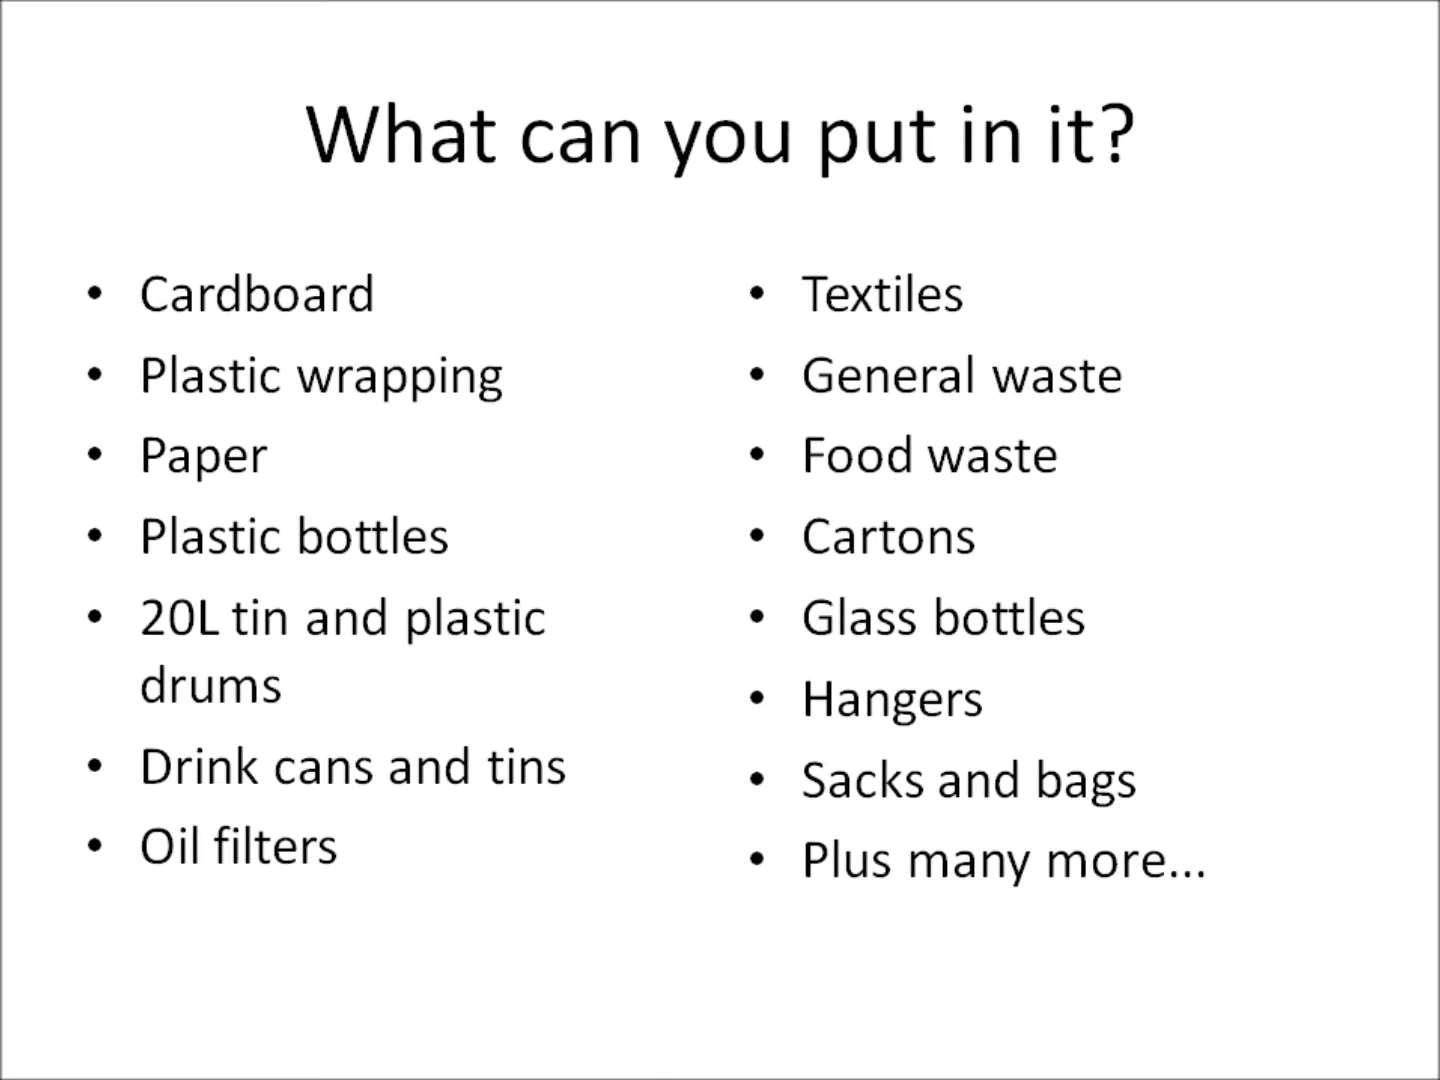 What can you put in it?
• Cardboard
• Plastic wrapping
• Paper
• Plastic bottles
• 20L tin and plastic
drums
• Drink cans and tins
• Oil filters
• Textiles
• General waste
• Food waste
• Cartons
• Glass bottles
• Hangers
• Sacks and bags
• Plus many more...